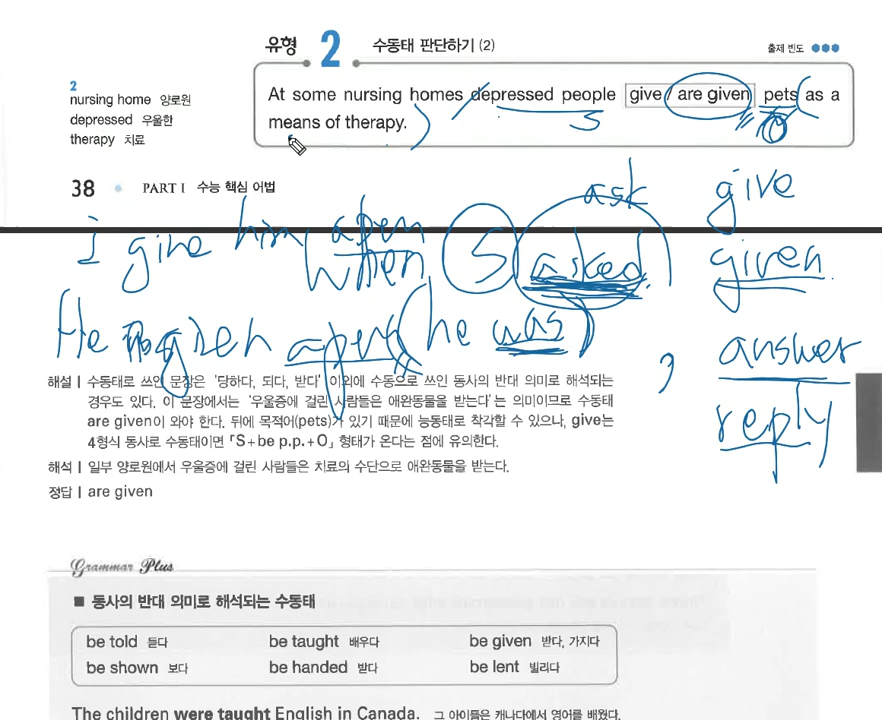 유형 2 수동태 판단하기 (2)
출제 빈도
2
nursing home 양로원
depressed 우울한
therapy 치료
At some nursing homes depressed people give / are given pets as a
means of therapy.
S
38 PART I 수능 핵심 어법
ask give
i give him a pen
when S asked given
He given a pen he was
, answer
reply
해설 | 수동태로 쓰인 문장은 '당하다, 되다, 받다' 이외에 수동으로 쓰인 동사의 반대 의미로 해석되는
경우도 있다. 이 문장에서는 '우울증에 걸린 사람들은 애완동물을 받는다'는 의미이므로 수동태
are given이 와야 한다. 뒤에 목적어(pets)가 있기 때문에 능동태로 착각할 수 있으나, give는
4형식 동사로 수동태이면 「S+be p.p.+O」 형태가 온다는 점에 유의한다.
해석 | 일부 양로원에서 우울증에 걸린 사람들은 치료의 수단으로 애완동물을 받는다.
정답 | are given
Grammar Plus
■ 동사의 반대 의미로 해석되는 수동태
be told 듣다 be taught 배우다 be given 받다, 가지다
be shown 보다 be handed 받다 be lent 빌리다
The children were taught English in Canada. 그 아이들은 캐나다에서 영어를 배웠다.